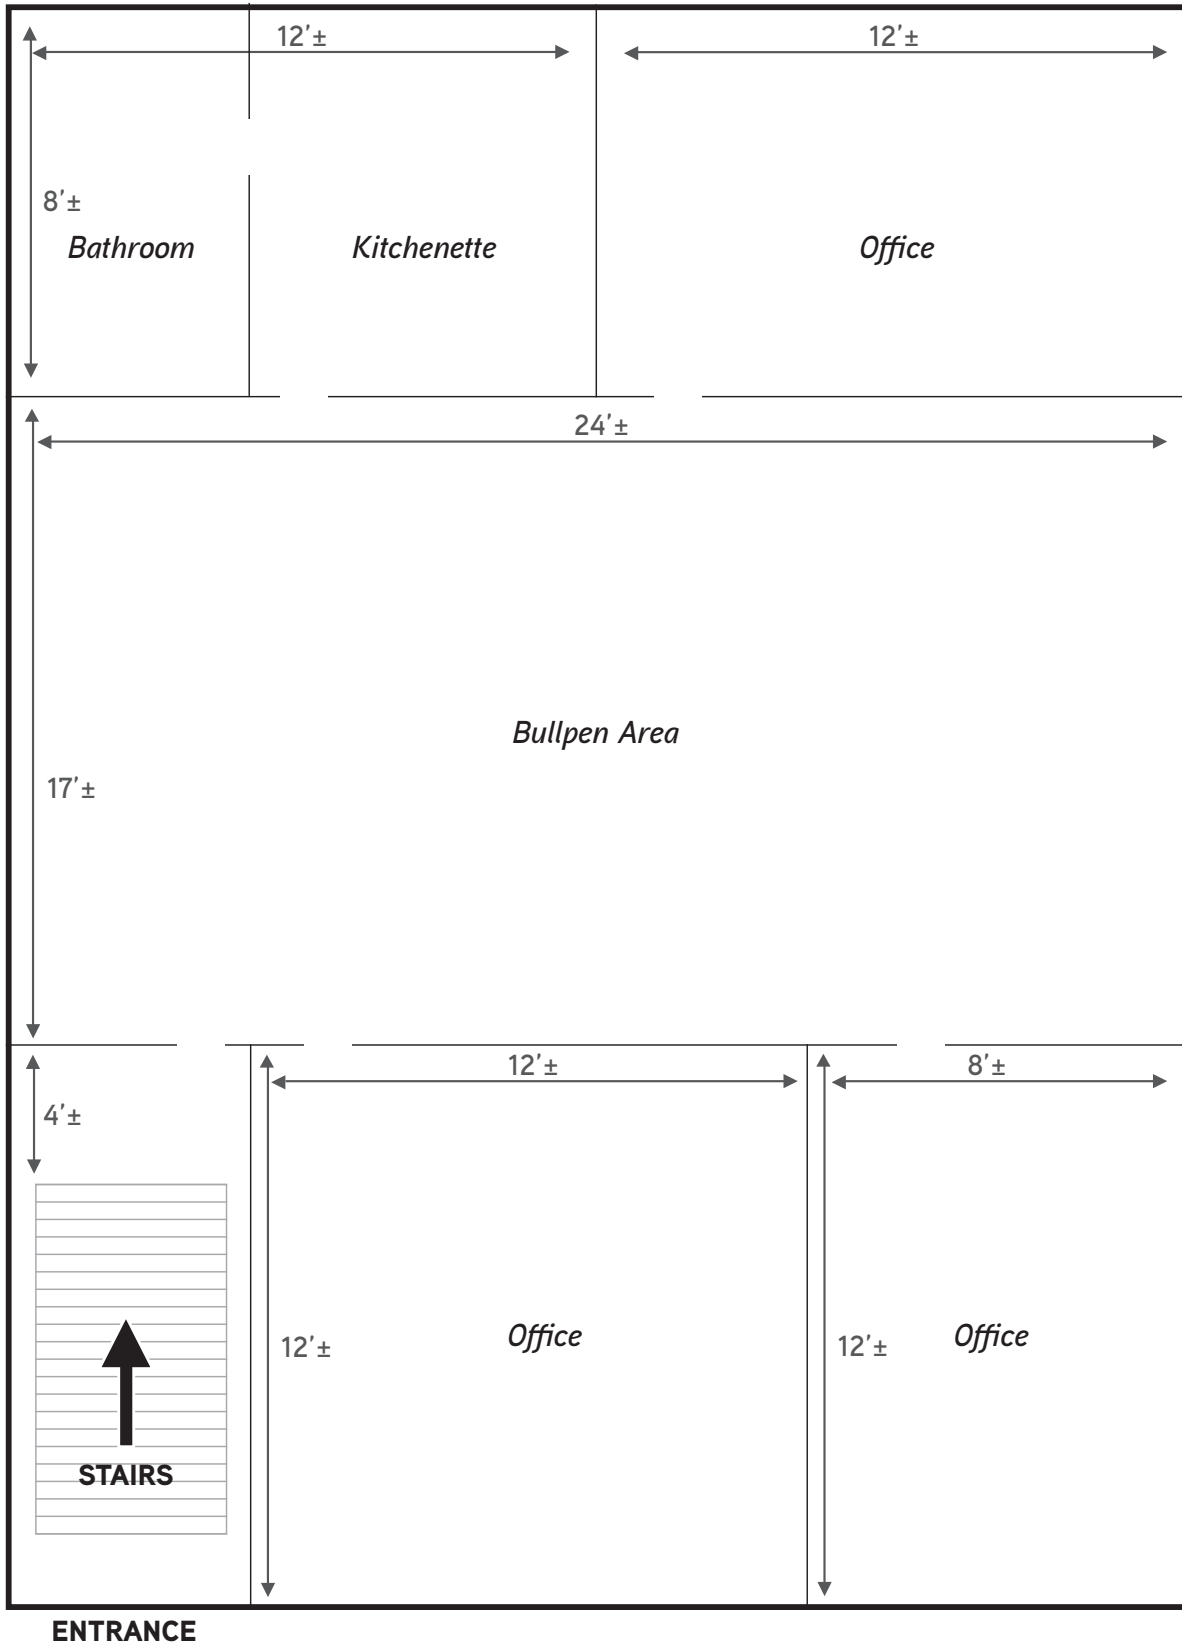 12’±
12’±
8’±
Bathroom
Kitchenette
Office
24’±
Bullpen Area
17’±
12’±
8’±
4’±
Office
12’±
12’±
Office
STAIRS
ENTRANCE